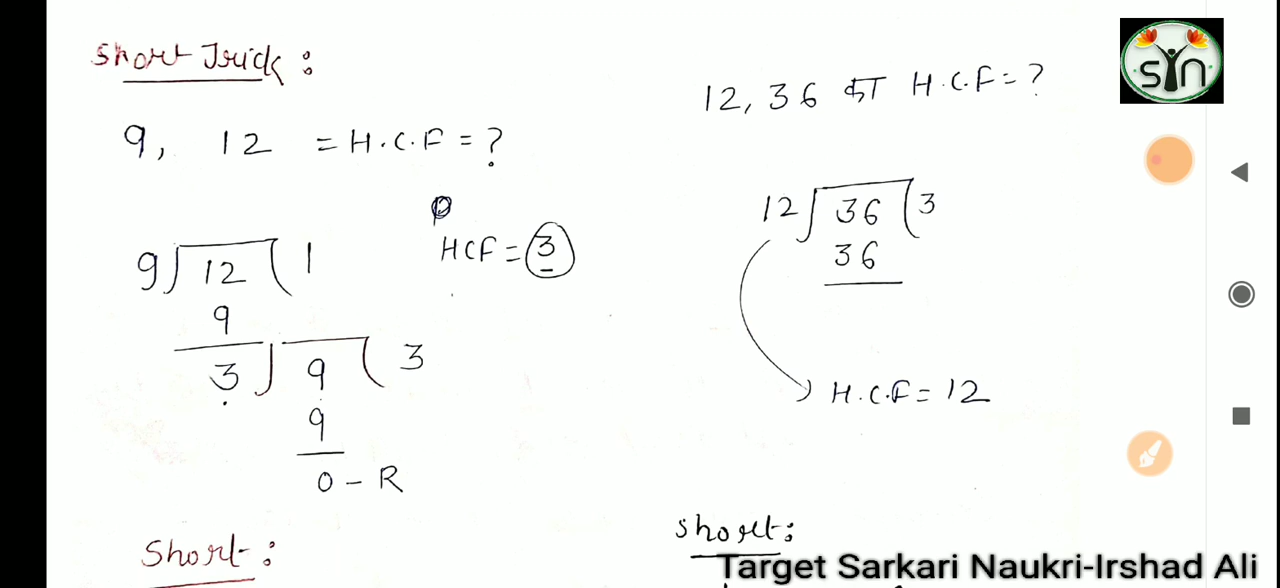 Short Trick :
9, 12 = H.C.F = ?
HCF = 3
9) 12 ( 1
9
3) 9 ( 3
9
0 - R
Short :
12, 36 का H.C.F = ?
12) 36 ( 3
36
H.C.F = 12
Short :
SYN
Target Sarkari Naukri-Irshad Ali